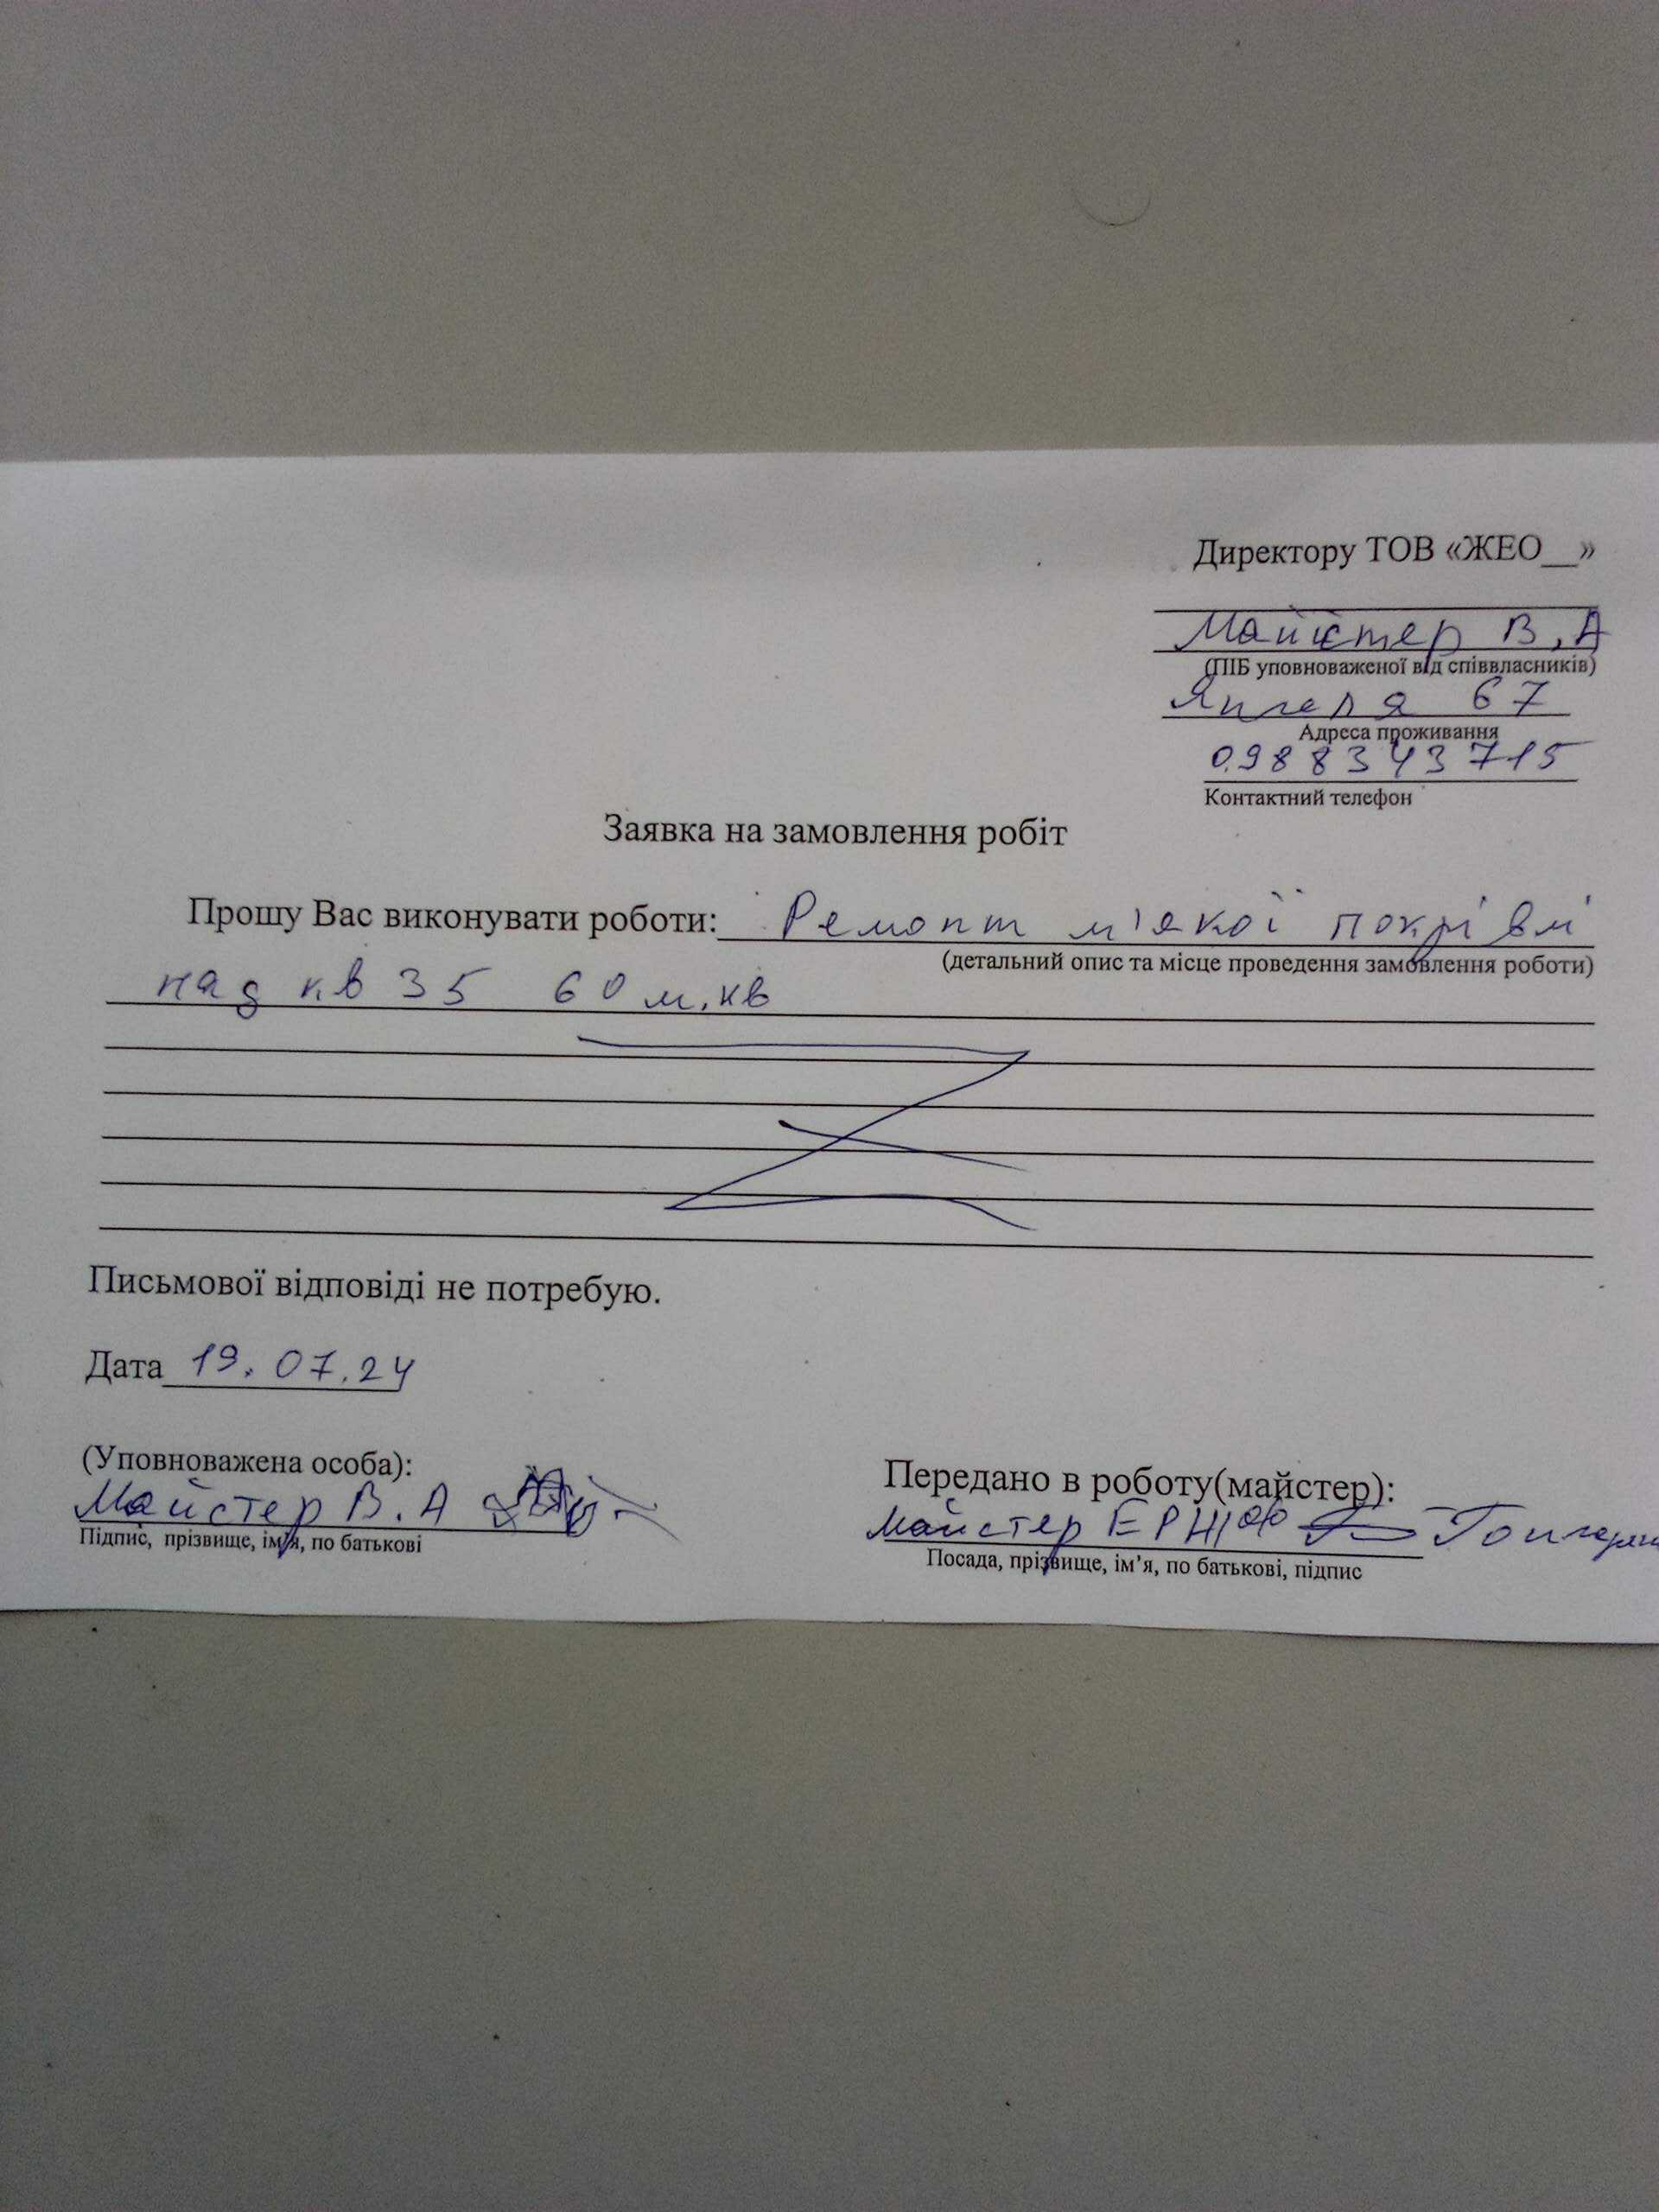 Директору ТОВ «ЖЕО__»
Майстер В.А
(ПІБ уповноваженої від співвласників)
Янгеля 67
Адреса проживання
0988343715
Контактний телефон
Заявка на замовлення робіт
Прошу Вас виконувати роботи: Ремонт м'якої покрівлі
(детальний опис та місце проведення замовлення роботи)
над кв 35 60 м.кв
Письмової відповіді не потребую.
Дата 19.07.24
(Уповноважена особа):
Майстер В.А
Підпис, прізвище, ім'я, по батькові
Передано в роботу(майстер):
майстер
Посада, прізвище, ім'я, по батькові, підпис